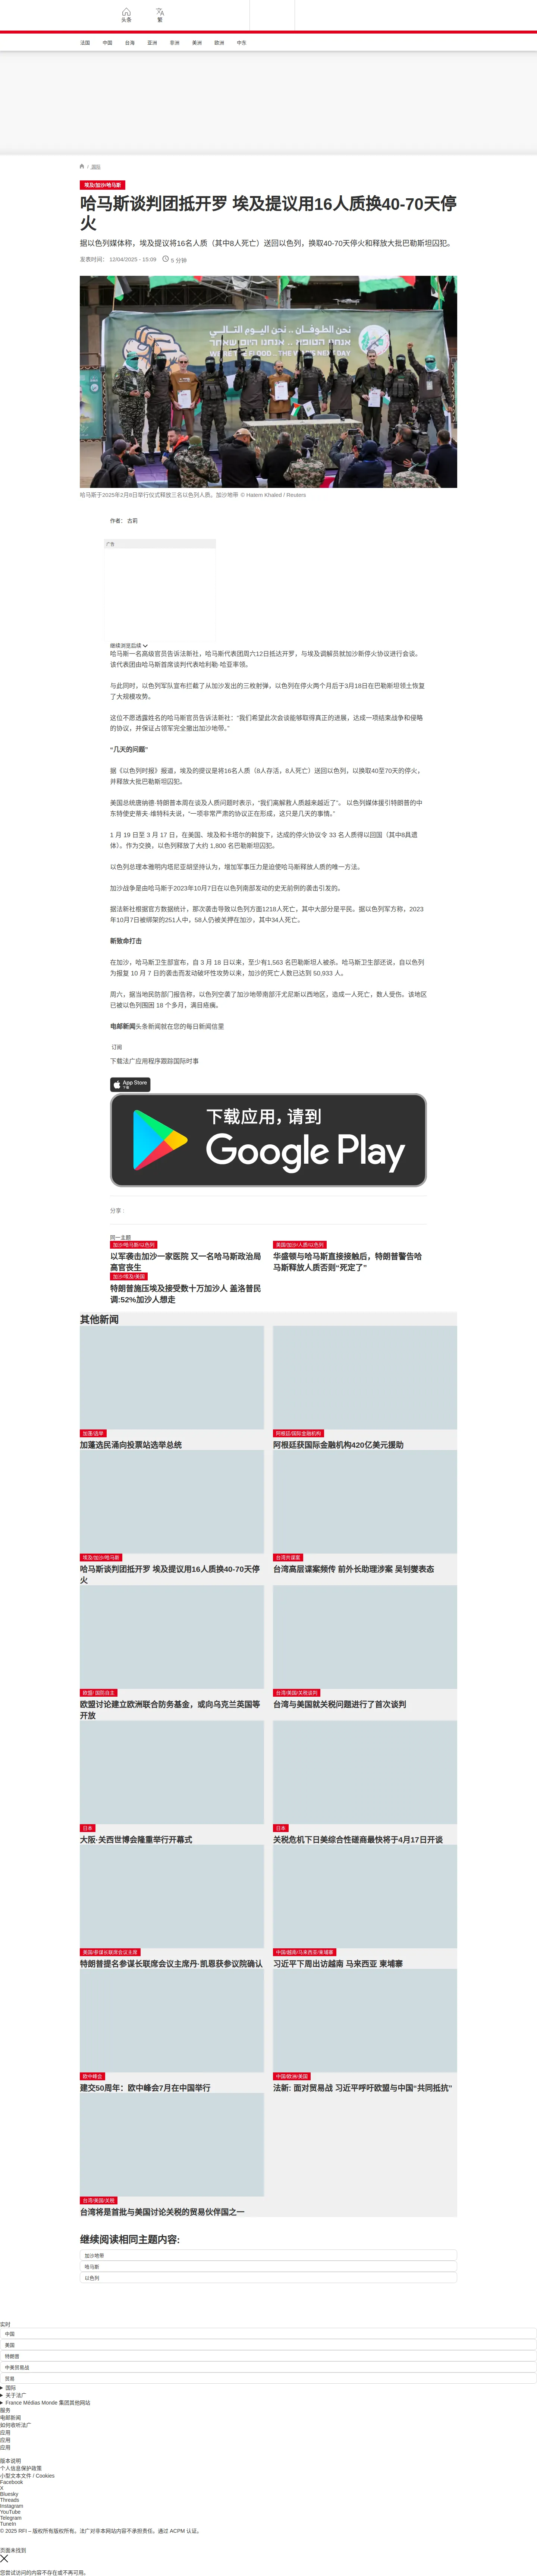 头条
繁
法国
中国
台海
亚洲
非洲
美洲
欧洲
中东
/ 国际
埃及/加沙/哈马斯
哈马斯谈判团抵开罗 埃及提议用16人质换40-70天停
火
据以色列媒体称，埃及提议将16名人质（其中8人死亡）送回以色列，换取40-70天停火和释放大批巴勒斯坦囚犯。
发表时间： 12/04/2025 - 15:09
5 分钟
نحن الطوفان .. نحن اليوم التالي
WE ARE THE FLOOD ..WE ARE THE NEXT DAY
哈马斯于2025年2月8日举行仪式释放三名以色列人质。加沙地带 © Hatem Khaled / Reuters
作者： 古莉
广告
继续浏览后续
哈马斯一名高级官员告诉法新社，哈马斯代表团周六12日抵达开罗，与埃及调解员就加沙新停火协议进行会谈。
该代表团由哈马斯首席谈判代表哈利勒·哈亚率领。
与此同时，以色列军队宣布拦截了从加沙发出的三枚射弹，以色列在停火两个月后于3月18日在巴勒斯坦领土恢复
了大规模攻势。
这位不愿透露姓名的哈马斯官员告诉法新社：“我们希望此次会谈能够取得真正的进展，达成一项结束战争和侵略
的协议，并保证占领军完全撤出加沙地带。”
“几天的问题”
据《以色列时报》报道，埃及的提议是将16名人质（8人存活，8人死亡）送回以色列，以换取40至70天的停火，
并释放大批巴勒斯坦囚犯。
美国总统唐纳德·特朗普本周在谈及人质问题时表示，“我们离解救人质越来越近了”。 以色列媒体援引特朗普的中
东特使史蒂夫·维特科夫说，“一项非常严肃的协议正在形成，这只是几天的事情。”
1 月 19 日至 3 月 17 日，在美国、埃及和卡塔尔的斡旋下，达成的停火协议令 33 名人质得以回国（其中8具遗
体）。作为交换，以色列释放了大约 1,800 名巴勒斯坦囚犯。
以色列总理本雅明内塔尼亚胡坚持认为，增加军事压力是迫使哈马斯释放人质的唯一方法。
加沙战争是由哈马斯于2023年10月7日在以色列南部发动的史无前例的袭击引发的。
据法新社根据官方数据统计，那次袭击导致以色列方面1218人死亡，其中大部分是平民。据以色列军方称，2023
年10月7日被绑架的251人中，58人仍被关押在加沙，其中34人死亡。
新致命打击
在加沙，哈马斯卫生部宣布，自 3 月 18 日以来，至少有1,563 名巴勒斯坦人被杀。哈马斯卫生部还说，自以色列
为报复 10 月 7 日的袭击而发动破坏性攻势以来，加沙的死亡人数已达到 50,933 人。
周六，据当地民防部门报告称，以色列空袭了加沙地带南部汗尤尼斯以西地区，造成一人死亡，数人受伤。该地区
已被以色列围困 18 个多月，满目疮痍。
电邮新闻头条新闻就在您的每日新闻信里
订阅
下载法广应用程序跟踪国际时事
App Store
下载
下载应用，请到
Google Play
分享 :
同一主题
加沙/哈马斯/以色列
以军袭击加沙一家医院 又一名哈马斯政治局
高官丧生
美国/加沙/人质/以色列
华盛顿与哈马斯直接接触后，特朗普警告哈
马斯释放人质否则“死定了”
加沙/埃及/美国
特朗普施压埃及接受数十万加沙人 盖洛普民
调:52%加沙人想走
其他新闻
加蓬/选举
加蓬选民涌向投票站选举总统
阿根廷/国际金融机构
阿根廷获国际金融机构420亿美元援助
埃及/加沙/哈马斯
哈马斯谈判团抵开罗 埃及提议用16人质换40-70天停
火
台湾共谍案
台湾高层谍案频传 前外长助理涉案 吴钊燮表态
欧盟/ 国防自主
欧盟讨论建立欧洲联合防务基金，或向乌克兰英国等
开放
台湾/美国/关税谈判
台湾与美国就关税问题进行了首次谈判
日本
大阪·关西世博会隆重举行开幕式
日本
关税危机下日美综合性磋商最快将于4月17日开谈
美国/参谋长联席会议主席
特朗普提名参谋长联席会议主席丹·凯恩获参议院确认
中国/越南/马来西亚/柬埔寨
习近平下周出访越南 马来西亚 柬埔寨
欧中峰会
建交50周年：欧中峰会7月在中国举行
中国/欧洲/美国
法新: 面对贸易战 习近平呼吁欧盟与中国“共同抵抗”
台湾/美国/关税
台湾将是首批与美国讨论关税的贸易伙伴国之一
继续阅读相同主题内容:
加沙地带
哈马斯
以色列
实时
中国
美国
特朗普
中美贸易战
贸易
国际
关于法广
France Médias Monde 集团其他网站
服务
电邮新闻
如何收听法广
应用
应用
应用
版本说明
个人信息保护政策
小型文本文件 / Cookies
Facebook
X
Bluesky
Threads
Instagram
YouTube
Telegram
TuneIn
© 2025 RFI – 版权所有版权所有。法广对非本网站内容不承担责任。通过 ACPM 认证。
页面未找到
您尝试访问的内容不存在或不再可用。